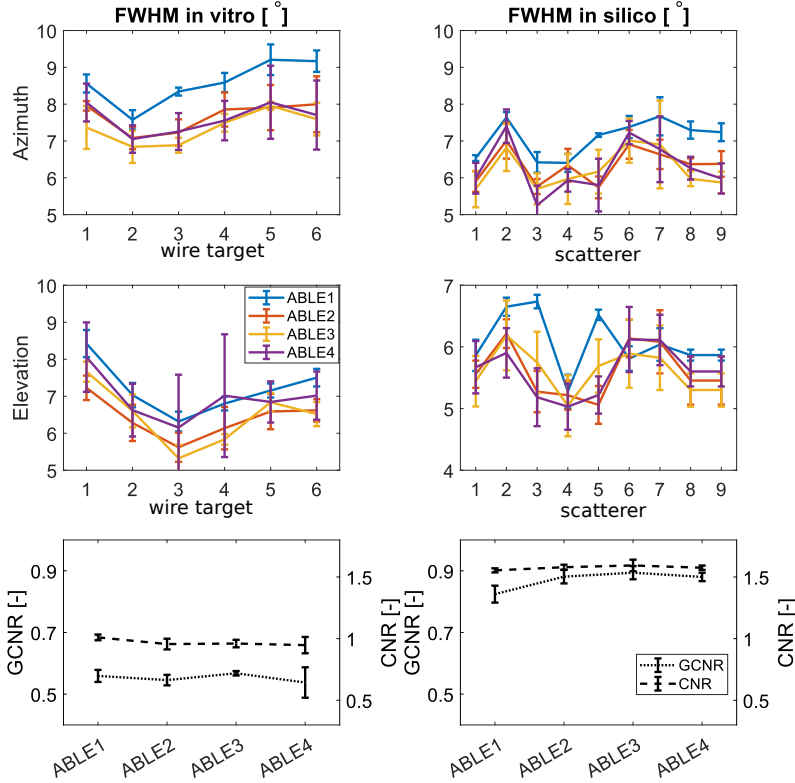 FWHM in vitro [ °]
FWHM in silico [ °]
Azimuth
10
9
8
7
6
5
1 2 3 4 5 6
wire target
10
9
8
7
6
5
1 2 3 4 5 6 7 8 9
scatterer
Elevation
10
9
8
7
6
5
1 2 3 4 5 6
wire target
ABLE1
ABLE2
ABLE3
ABLE4
7
6
5
4
1 2 3 4 5 6 7 8 9
scatterer
GCNR [-]
0.9
0.7
0.5
ABLE1 ABLE2 ABLE3 ABLE4
1.5
1
0.5
CNR [-]
GCNR [-]
0.9
0.7
0.5
ABLE1 ABLE2 ABLE3 ABLE4
GCNR
CNR
1.5
1
0.5
CNR [-]